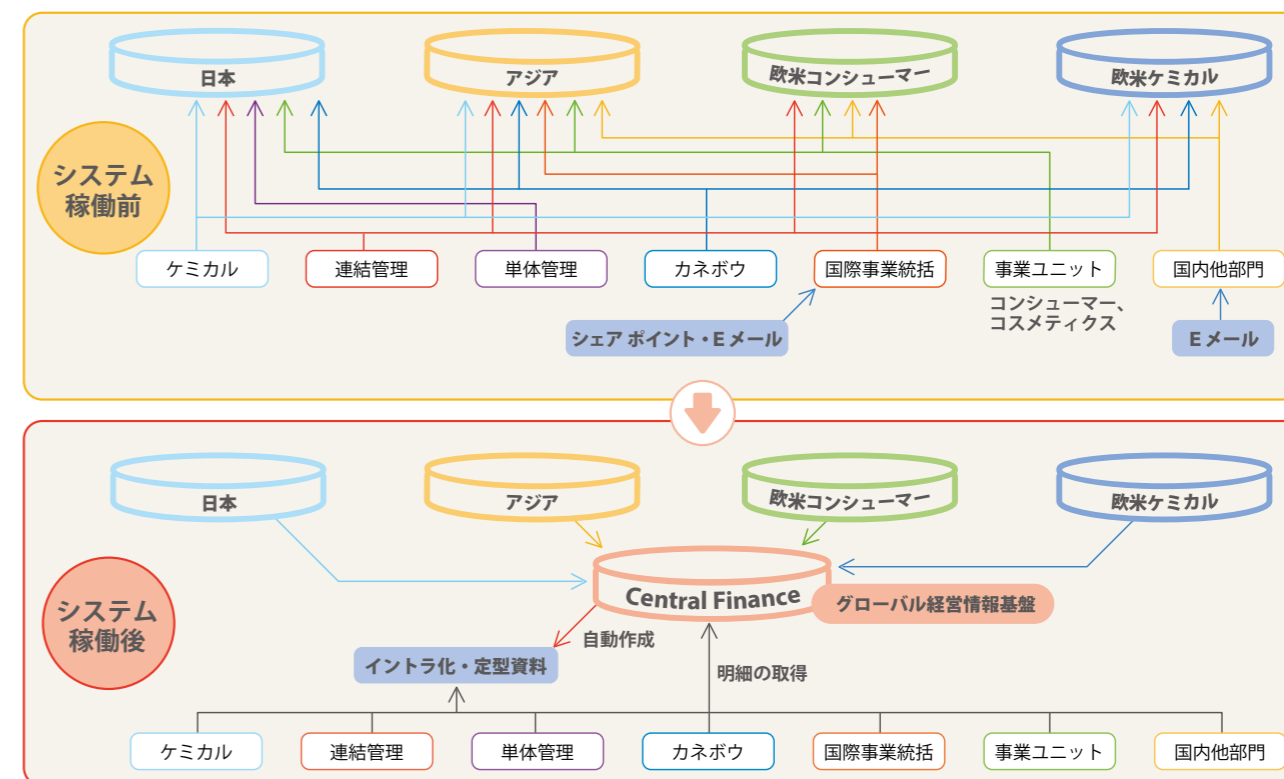 日本
アジア
欧米コンシューマー
欧米ケミカル
システム
稼働前
ケミカル
連結管理
単体管理
カネボウ
国際事業統括
事業ユニット
国内他部門
コンシューマー、
コスメティクス
シェア ポイント・E メール
E メール
日本
アジア
欧米コンシューマー
欧米ケミカル
Central Finance
グローバル経営情報基盤
システム
稼働後
自動作成
イントラ化・定型資料
明細の取得
ケミカル
連結管理
単体管理
カネボウ
国際事業統括
事業ユニット
国内他部門